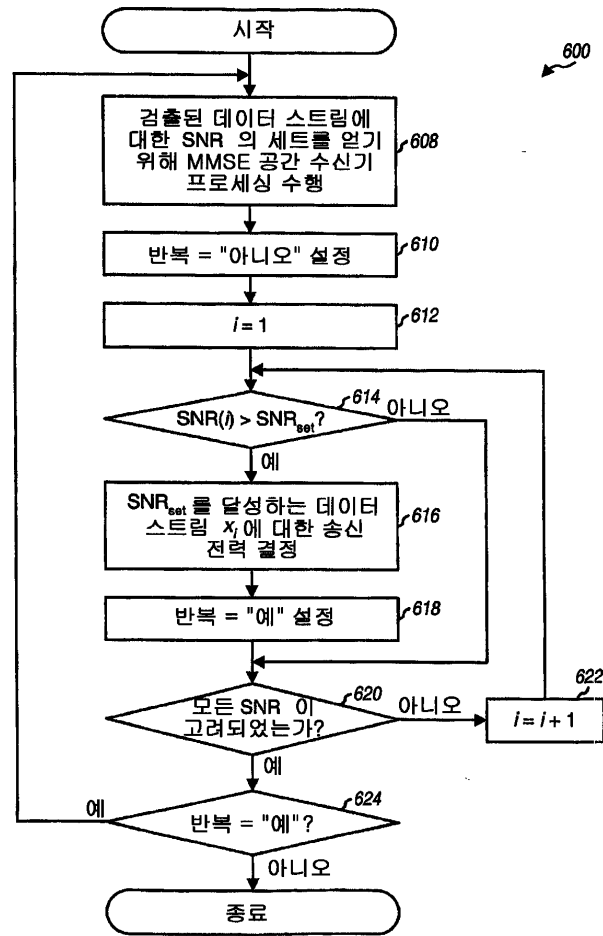 시작
600
검출된 데이터 스트림에
대한 SNR 의 세트를 얻기
위해 MMSE 공간 수신기
프로세싱 수행
608
반복 = "아니오" 설정
610
i = 1
612
614
SNR(i) > SNRset?
아니오
예
SNRset 를 달성하는 데이터
스트림 xi 에 대한 송신
전력 결정
616
반복 = "예" 설정
618
모든 SNR 이
고려되었는가?
620
아니오
622
i = i + 1
예
624
예
반복 = "예"?
아니오
종료